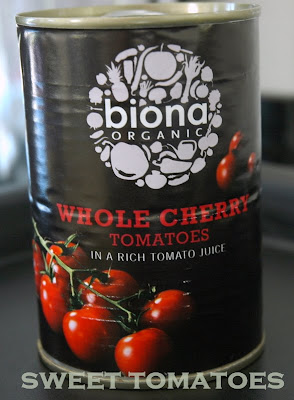 biona
ORGANIC
WHOLE CHERRY
TOMATOES
IN A RICH TOMATO JUICE
SWEET TOMATOES